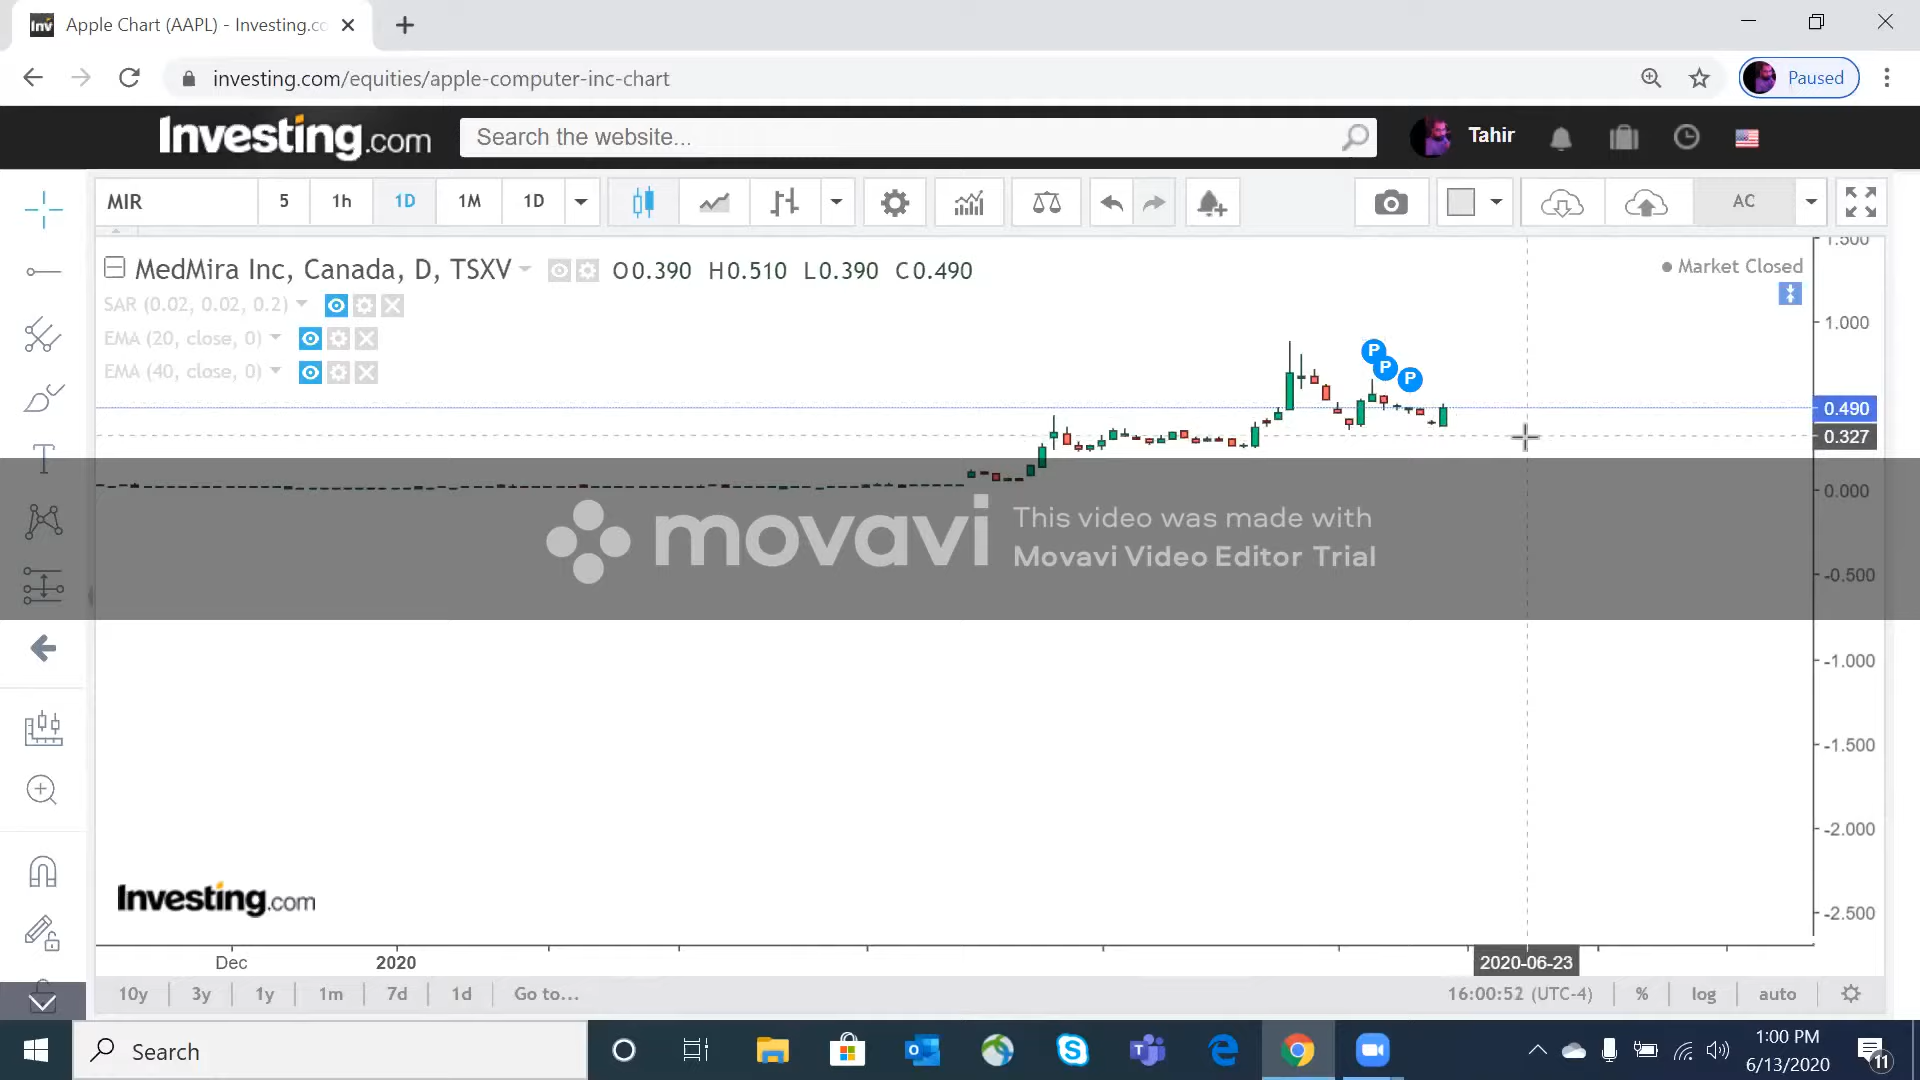 Apple Chart (AAPL) - Investing.co
investing.com/equities/apple-computer-inc-chart
Paused
Investing.com
Search the website...
Tahir
MIR
5
1h
1D
1M
1D
AC
MedMira Inc, Canada, D, TSXV
O0.390 H0.510 L0.390 C0.490
Market Closed
SAR (0.02, 0.02, 0.2)
EMA (20, close, 0)
EMA (40, close, 0)
P
P
P
1.500
1.000
0.490
0.327
0.000
-0.500
-1.000
-1.500
-2.000
-2.500
movavi
This video was made with
Movavi Video Editor Trial
Investing.com
Dec
2020
2020-06-23
10y
3y
1y
1m
7d
1d
Go to...
16:00:52 (UTC-4)
%
log
auto
Search
1:00 PM
6/13/2020
11